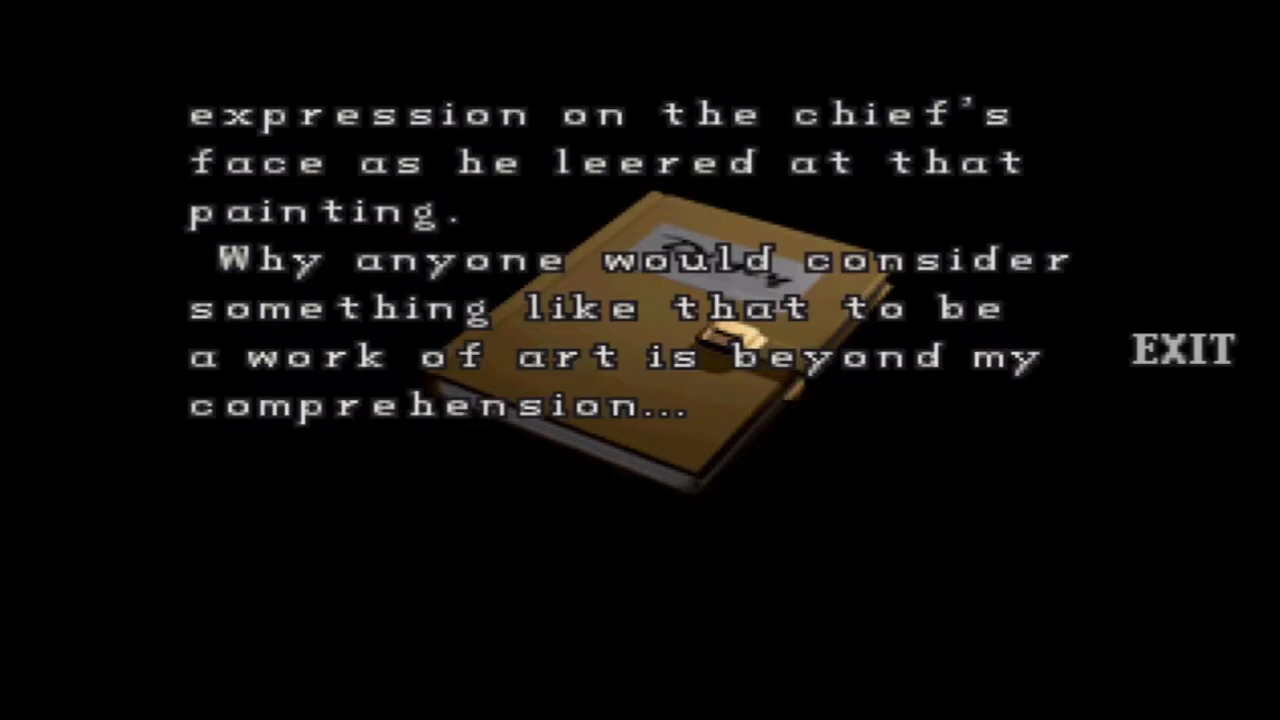 expression on the chief's
face as he leered at that
painting.
Why anyone would consider
something like that to be
a work of art is beyond my
comprehension...
EXIT